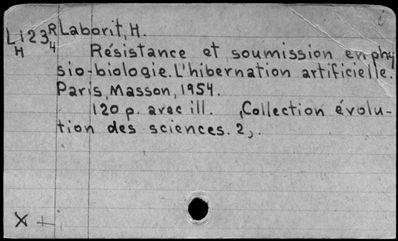 L123 R Laborit, H.
H 4 Résistance et soumission en phy
sio-biologie. L'hibernation artificielle.
Paris, Masson, 1954.
120 p. avec ill. (Collection évolu-
tion des sciences. 2).
X +